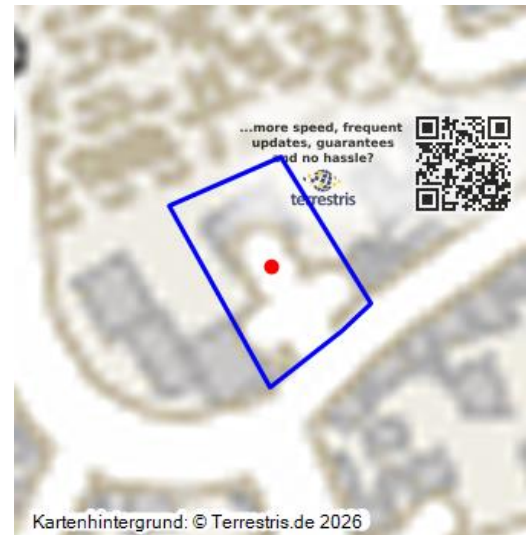 ...more speed, frequent
updates, guarantees
and no hassle?
terrestris
Kartenhintergrund: © Terrestris.de 2026